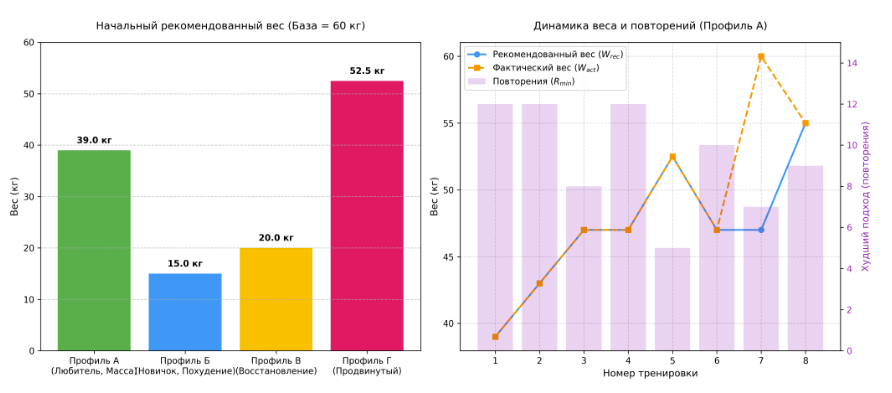 Начальный рекомендованный вес (База = 60 кг)
Вес (кг)
60
50
40
30
20
10
0
39.0 кг
15.0 кг
20.0 кг
52.5 кг
Профиль А
(Любитель, Масса)
Профиль Б
(Новичок, Похудение)
Профиль В
(Восстановление)
Профиль Г
(Продвинутый)
Динамика веса и повторений (Профиль А)
Рекомендованный вес (Wrec)
Фактический вес (Wact)
Повторения (Rmin)
Вес (кг)
60
55
50
45
40
1 2 3 4 5 6 7 8
Номер тренировки
14
12
10
8
6
4
2
0
Худший подход (повторения)